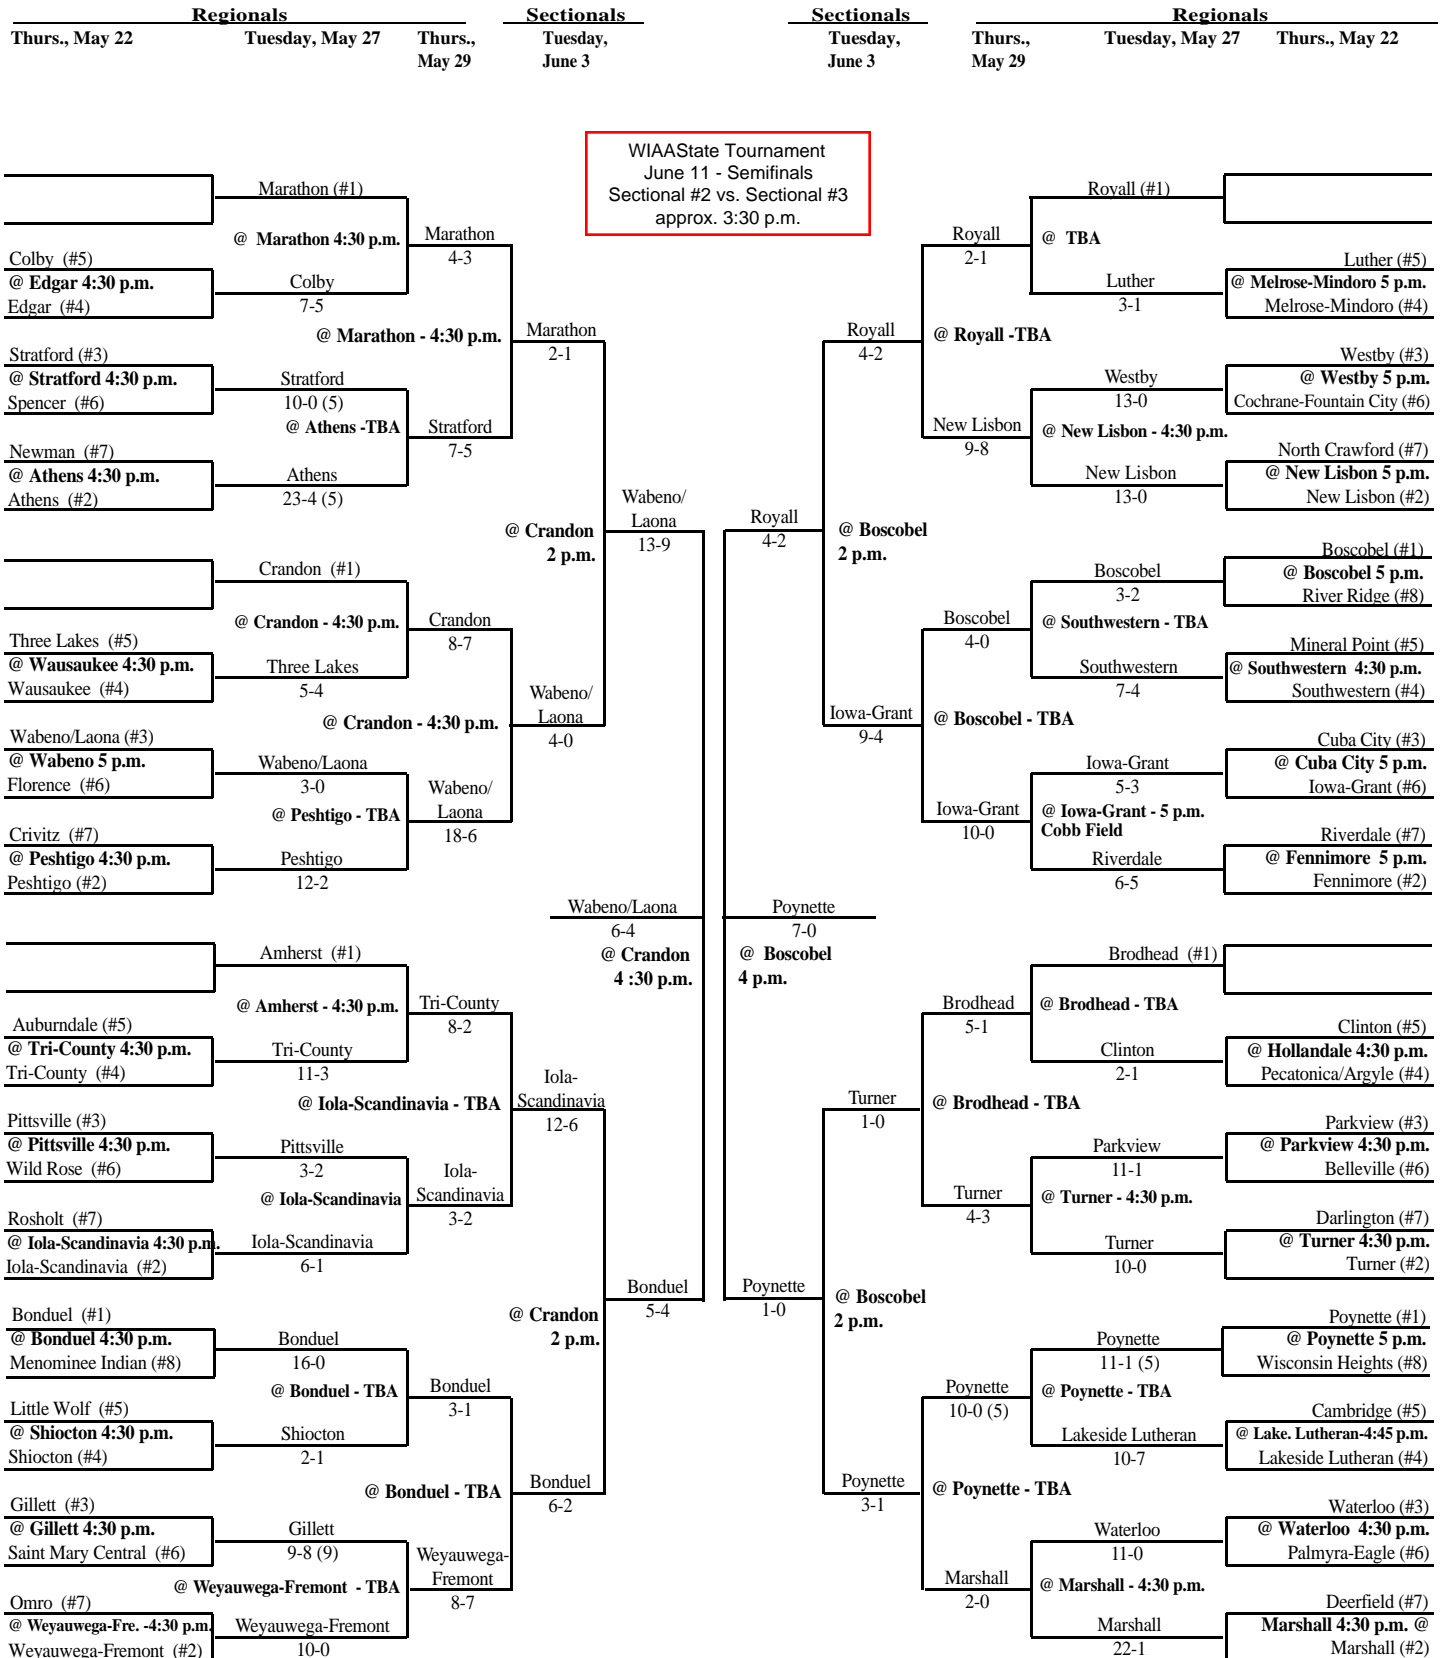 Regionals
Sectionals
Sectionals
Regionals
Thurs., May 22
Tuesday, May 27
Thurs.,
May 29
Tuesday,
June 3
Tuesday,
June 3
Thurs.,
May 29
Tuesday, May 27
Thurs., May 22
WIAAState Tournament
June 11 - Semifinals
Sectional #2 vs. Sectional #3
approx. 3:30 p.m.
Marathon (#1)
@ Marathon 4:30 p.m.
Marathon
4-3
Colby (#5)
@ Edgar 4:30 p.m.
Edgar (#4)
Colby
7-5
@ Marathon - 4:30 p.m.
Marathon
2-1
Stratford (#3)
@ Stratford 4:30 p.m.
Spencer (#6)
Stratford
10-0 (5)
@ Athens -TBA
Stratford
7-5
Newman (#7)
@ Athens 4:30 p.m.
Athens (#2)
Athens
23-4 (5)
Wabeno/
Laona
13-9
@ Crandon
2 p.m.
Crandon (#1)
@ Crandon - 4:30 p.m.
Crandon
8-7
Three Lakes (#5)
@ Wausaukee 4:30 p.m.
Wausaukee (#4)
Three Lakes
5-4
@ Crandon - 4:30 p.m.
Wabeno/
Laona
4-0
Wabeno/Laona (#3)
@ Wabeno 5 p.m.
Florence (#6)
Wabeno/Laona
3-0
@ Peshtigo - TBA
Wabeno/
Laona
18-6
Crivitz (#7)
@ Peshtigo 4:30 p.m.
Peshtigo (#2)
Peshtigo
12-2
Wabeno/Laona
6-4
@ Crandon
4 :30 p.m.
Amherst (#1)
@ Amherst - 4:30 p.m.
Tri-County
8-2
Auburndale (#5)
@ Tri-County 4:30 p.m.
Tri-County (#4)
Tri-County
11-3
@ Iola-Scandinavia - TBA
Iola-
Scandinavia
12-6
Pittsville (#3)
@ Pittsville 4:30 p.m.
Wild Rose (#6)
Pittsville
3-2
@ Iola-Scandinavia
Iola-
Scandinavia
3-2
Rosholt (#7)
@ Iola-Scandinavia 4:30 p.m.
Iola-Scandinavia (#2)
Iola-Scandinavia
6-1
Bonduel
5-4
@ Crandon
2 p.m.
Bonduel (#1)
@ Bonduel 4:30 p.m.
Menominee Indian (#8)
Bonduel
16-0
@ Bonduel - TBA
Bonduel
3-1
Little Wolf (#5)
@ Shiocton 4:30 p.m.
Shiocton (#4)
Shiocton
2-1
@ Bonduel - TBA
Bonduel
6-2
Gillett (#3)
@ Gillett 4:30 p.m.
Saint Mary Central (#6)
Gillett
9-8 (9)
@ Weyauwega-Fremont - TBA
Weyauwega-
Fremont
8-7
Omro (#7)
@ Weyauwega-Fre. -4:30 p.m.
Weyauwega-Fremont (#2)
Weyauwega-Fremont
10-0
Royall (#1)
Royall
2-1
@ TBA
Luther (#5)
@ Melrose-Mindoro 5 p.m.
Melrose-Mindoro (#4)
Luther
3-1
Royall
4-2
@ Royall -TBA
Westby (#3)
@ Westby 5 p.m.
Cochrane-Fountain City (#6)
Westby
13-0
New Lisbon
9-8
@ New Lisbon - 4:30 p.m.
North Crawford (#7)
@ New Lisbon 5 p.m.
New Lisbon (#2)
New Lisbon
13-0
Royall
4-2
@ Boscobel
2 p.m.
Boscobel (#1)
@ Boscobel 5 p.m.
River Ridge (#8)
Boscobel
3-2
Boscobel
4-0
@ Southwestern - TBA
Mineral Point (#5)
@ Southwestern 4:30 p.m.
Southwestern (#4)
Southwestern
7-4
Iowa-Grant
9-4
@ Boscobel - TBA
Cuba City (#3)
@ Cuba City 5 p.m.
Iowa-Grant (#6)
Iowa-Grant
5-3
Iowa-Grant
10-0
@ Iowa-Grant - 5 p.m.
Cobb Field
Riverdale (#7)
@ Fennimore 5 p.m.
Fennimore (#2)
Riverdale
6-5
Poynette
7-0
@ Boscobel
4 p.m.
Brodhead (#1)
Brodhead
5-1
@ Brodhead - TBA
Clinton (#5)
@ Hollandale 4:30 p.m.
Pecatonica/Argyle (#4)
Clinton
2-1
Turner
1-0
@ Brodhead - TBA
Parkview (#3)
@ Parkview 4:30 p.m.
Belleville (#6)
Parkview
11-1
Turner
4-3
@ Turner - 4:30 p.m.
Darlington (#7)
@ Turner 4:30 p.m.
Turner (#2)
Turner
10-0
Poynette
1-0
@ Boscobel
2 p.m.
Poynette (#1)
@ Poynette 5 p.m.
Wisconsin Heights (#8)
Poynette
11-1 (5)
Poynette
10-0 (5)
@ Poynette - TBA
Cambridge (#5)
@ Lake. Lutheran-4:45 p.m.
Lakeside Lutheran (#4)
Lakeside Lutheran
10-7
Poynette
3-1
@ Poynette - TBA
Waterloo (#3)
@ Waterloo 4:30 p.m.
Palmyra-Eagle (#6)
Waterloo
11-0
Marshall
2-0
@ Marshall - 4:30 p.m.
Deerfield (#7)
Marshall 4:30 p.m. @
Marshall (#2)
Marshall
22-1